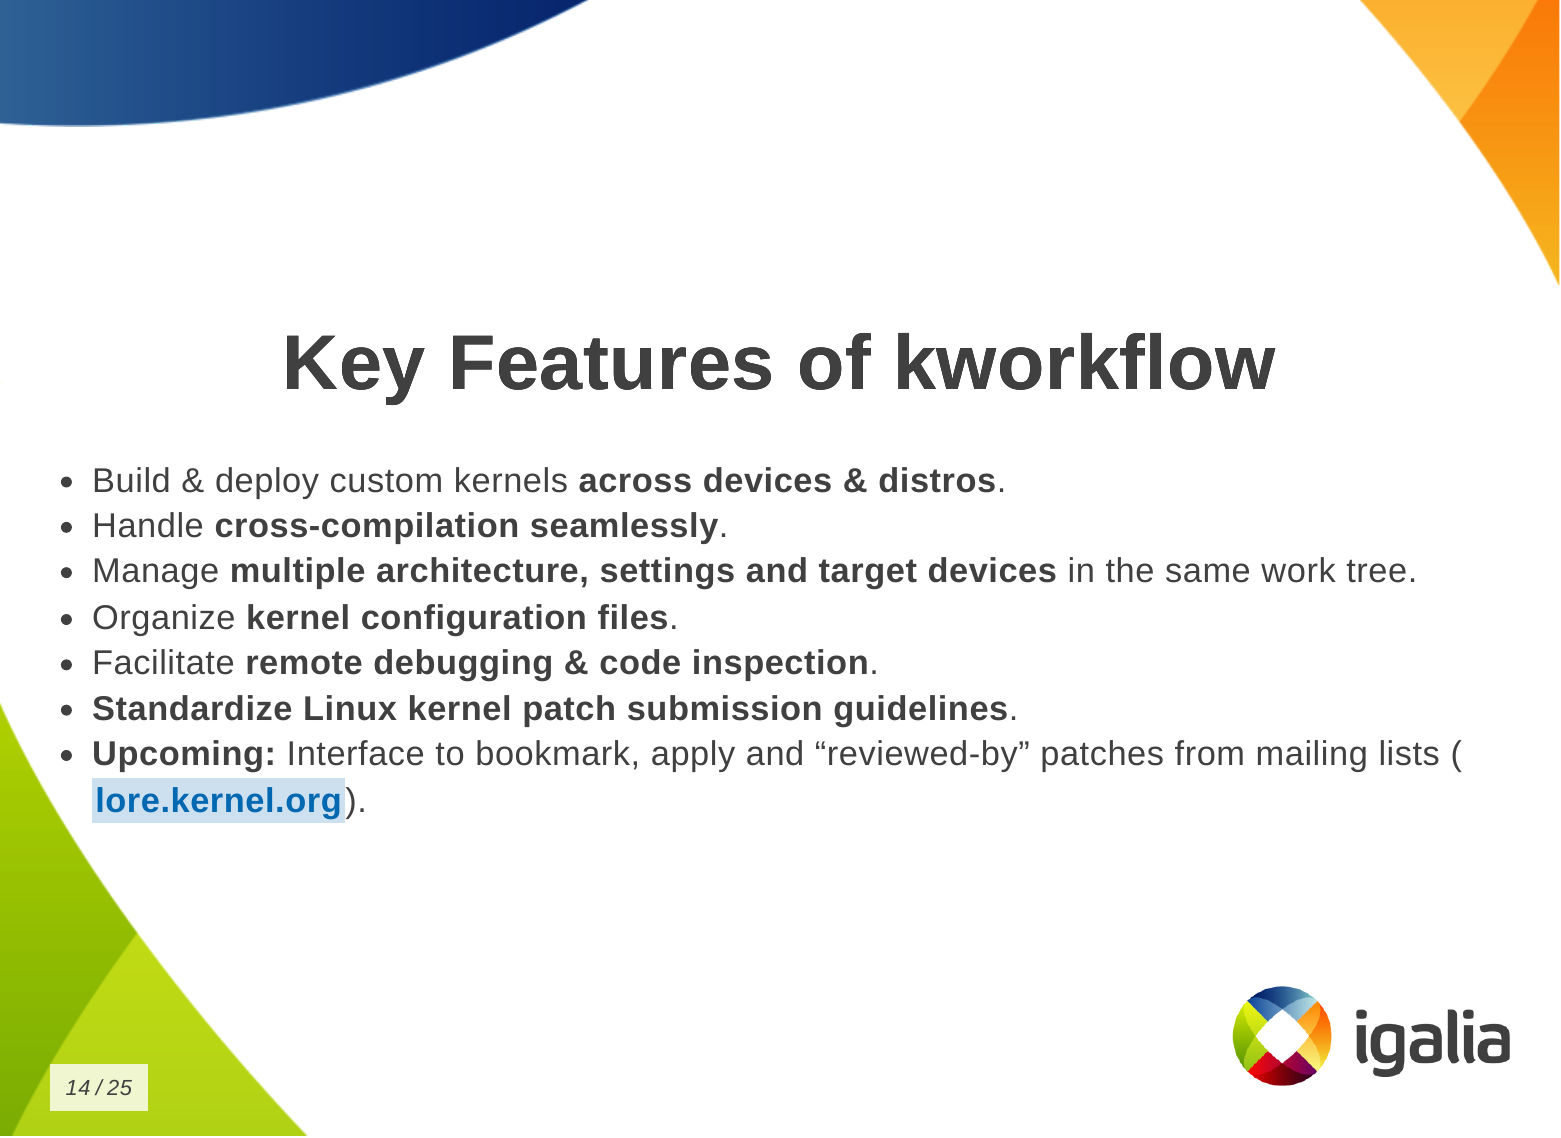 Key Features of kworkflow
• Build & deploy custom kernels across devices & distros.
• Handle cross-compilation seamlessly.
• Manage multiple architecture, settings and target devices in the same work tree.
• Organize kernel configuration files.
• Facilitate remote debugging & code inspection.
• Standardize Linux kernel patch submission guidelines.
• Upcoming: Interface to bookmark, apply and “reviewed-by” patches from mailing lists (
lore.kernel.org).
igalia
14 / 25